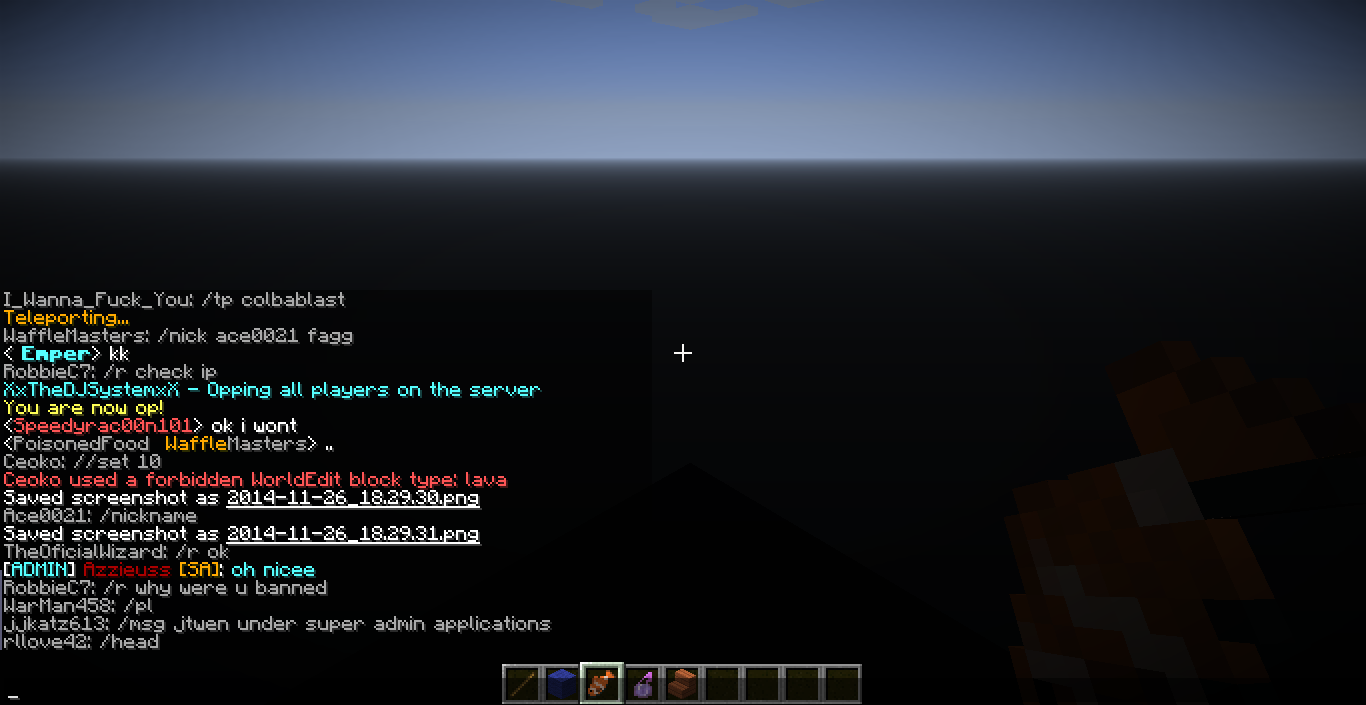 I_Wanna_Fuck_You: /tp colbablast
Teleporting...
WaffleMasters: /nick ace0021 fagg
< Emper> kk
RobbieC7: /r check ip
XxTheDJSystemxX - Opping all players on the server
You are now op!
<Speedyrac00n101> ok i wont
<PoisonedFood WaffleMasters> ..
Ceoko: //set 10
Ceoko used a forbidden WorldEdit block type: lava
Saved screenshot as 2014-11-26_18.29.30.png
Ace0021: /nickname
Saved screenshot as 2014-11-26_18.29.31.png
TheOficialWizard: /r ok
[ADMIN] Azzieuss [SA]: oh nicee
RobbieC7: /r why were u banned
WarMan458: /pl
jjkatz613: /msg jtwen under super admin applications
rllove42: /head
_